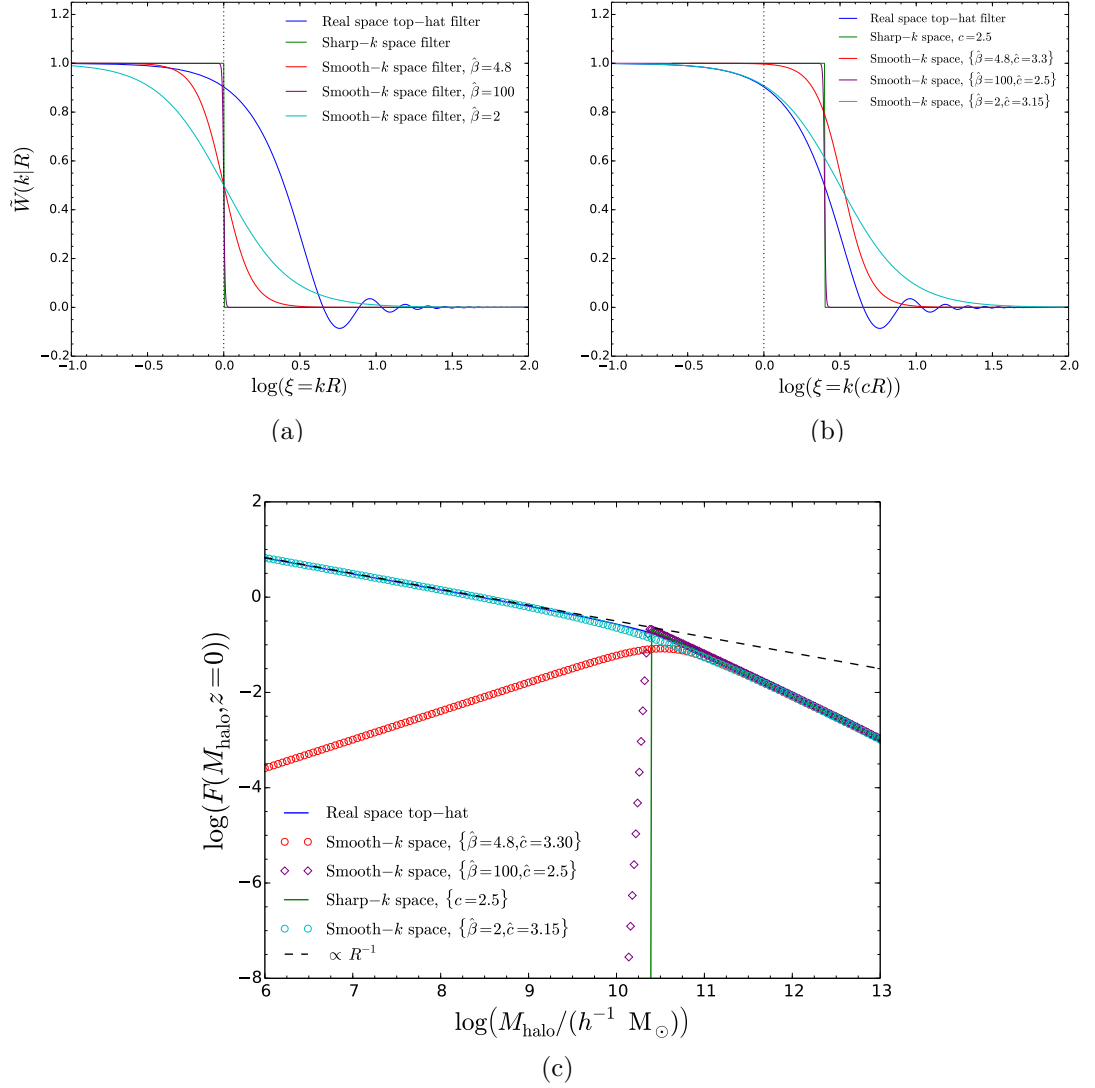 1.2
1.0
0.8
0.6
0.4
0.2
0.0
−0.2
W̃(k|R)
Real space top−hat filter
Sharp−k space filter
Smooth−k space filter, β̂=4.8
Smooth−k space filter, β̂=100
Smooth−k space filter, β̂=2
−1.0 −0.5 0.0 0.5 1.0 1.5 2.0
log(ξ=kR)
(a)
1.2
1.0
0.8
0.6
0.4
0.2
0.0
−0.2
Real space top−hat filter
Sharp−k space, c=2.5
Smooth−k space, {β̂=4.8,ĉ=3.3}
Smooth−k space, {β̂=100,ĉ=2.5}
Smooth−k space, {β̂=2,ĉ=3.15}
−1.0 −0.5 0.0 0.5 1.0 1.5 2.0
log(ξ=k(cR))
(b)
2
0
−2
−4
−6
−8
log(F(M_halo,z=0))
Real space top−hat
Smooth−k space, {β̂=4.8,ĉ=3.30}
Smooth−k space, {β̂=100,ĉ=2.5}
Sharp−k space, {c=2.5}
Smooth−k space, {β̂=2,ĉ=3.15}
∝ R⁻¹
6 7 8 9 10 11 12 13
log(M_halo/(h⁻¹ M_⊙))
(c)